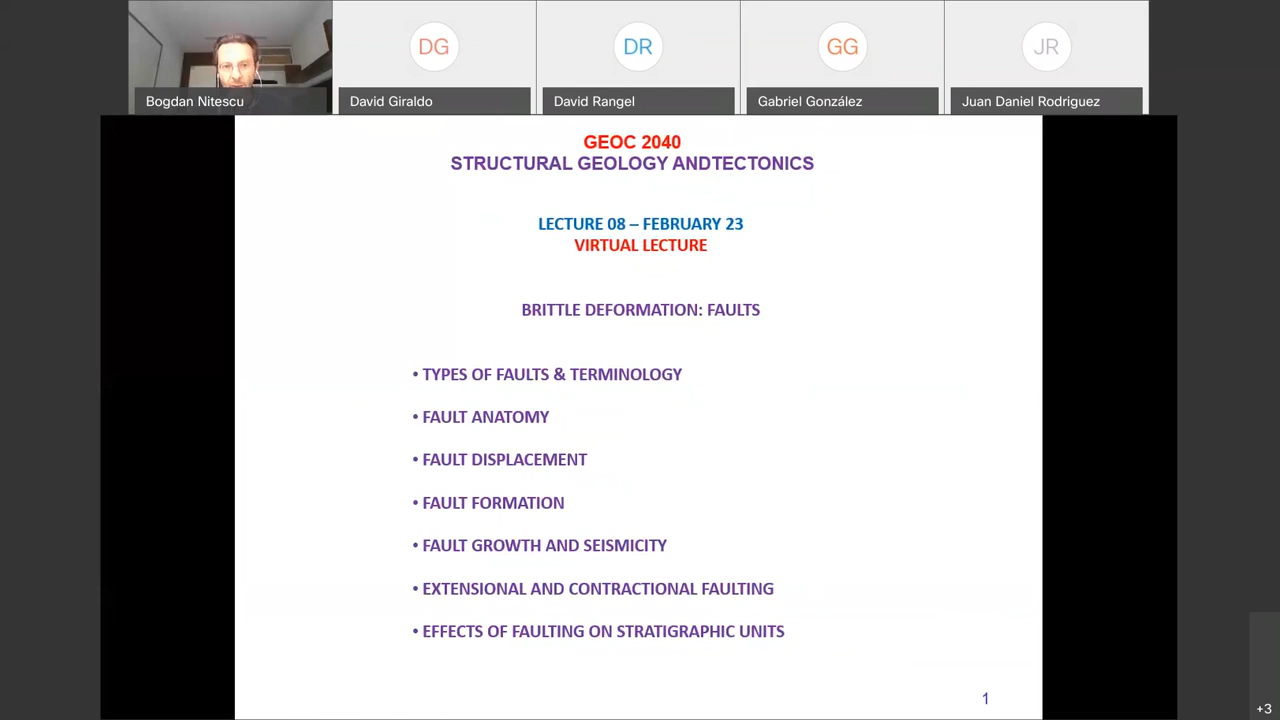 DG
DR
GG
JR
Bogdan Nitescu
David Giraldo
David Rangel
Gabriel González
Juan Daniel Rodriguez
GEOC 2040
STRUCTURAL GEOLOGY ANDTECTONICS
LECTURE 08 – FEBRUARY 23
VIRTUAL LECTURE
BRITTLE DEFORMATION: FAULTS
• TYPES OF FAULTS & TERMINOLOGY
• FAULT ANATOMY
• FAULT DISPLACEMENT
• FAULT FORMATION
• FAULT GROWTH AND SEISMICITY
• EXTENSIONAL AND CONTRACTIONAL FAULTING
• EFFECTS OF FAULTING ON STRATIGRAPHIC UNITS
1
+3